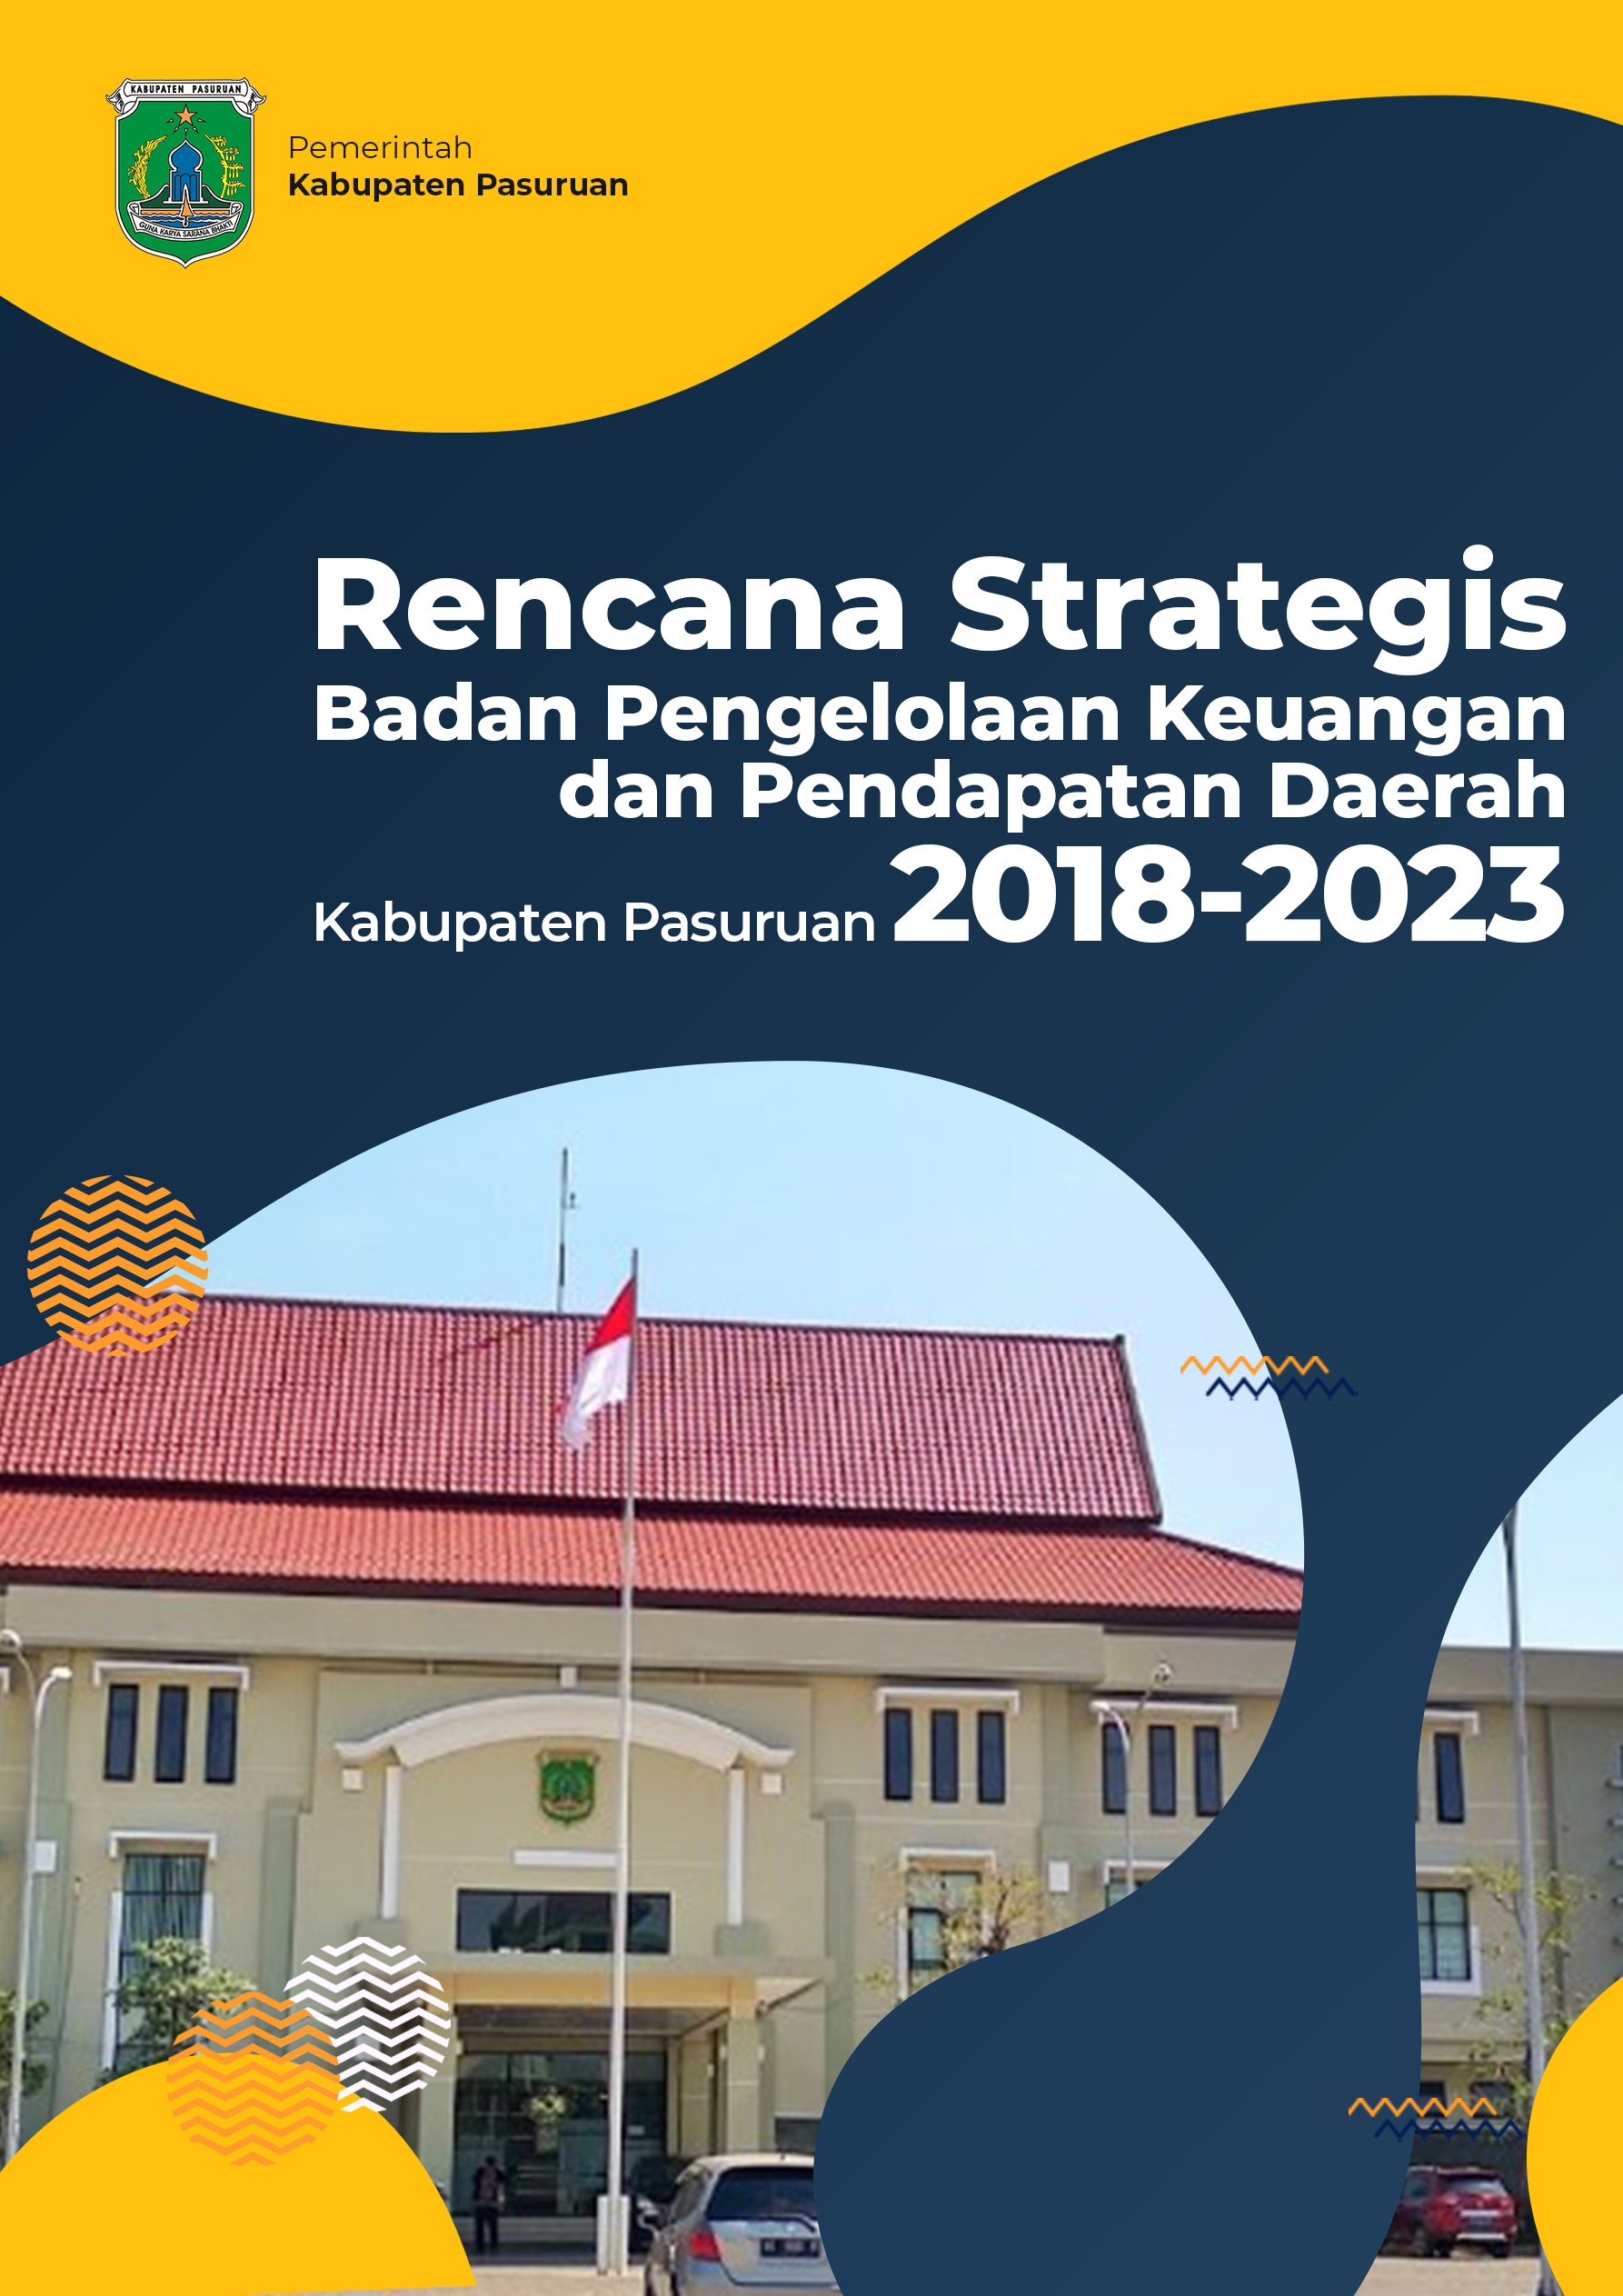 KABUPATEN PASURUAN
GUNA KARYA SARANA BHAKTI
Pemerintah
Kabupaten Pasuruan
Rencana Strategis
Badan Pengelolaan Keuangan
dan Pendapatan Daerah
Kabupaten Pasuruan 2018-2023